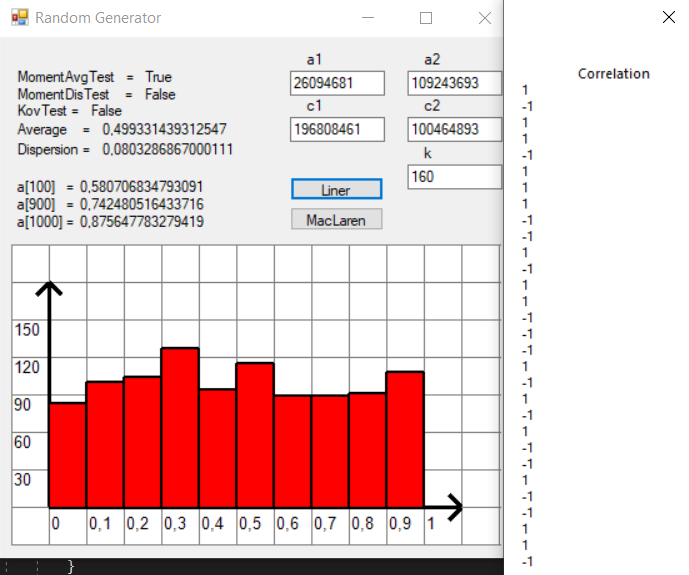 Random Generator
MomentAvgTest = True
MomentDisTest = False
KovTest = False
Average = 0,499331439312547
Dispersion = 0,0803286867000111
a[100] = 0,580706834793091
a[900] = 0,742480516433716
a[1000] = 0,875647783279419
a1
a2
26094681
109243693
c1
c2
196808461
100464893
k
160
Liner
MacLaren
150
120
90
60
30
0 0,1 0,2 0,3 0,4 0,5 0,6 0,7 0,8 0,9 1
}
Correlation
1
-1
1
1
-1
1
1
1
-1
-1
1
-1
1
1
-1
-1
-1
1
-1
1
-1
1
-1
-1
1
-1
-1
1
1
-1